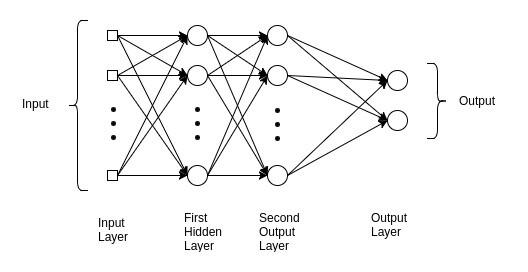 Input
Output
Input
Layer
First
Hidden
Layer
Second
Output
Layer
Output
Layer